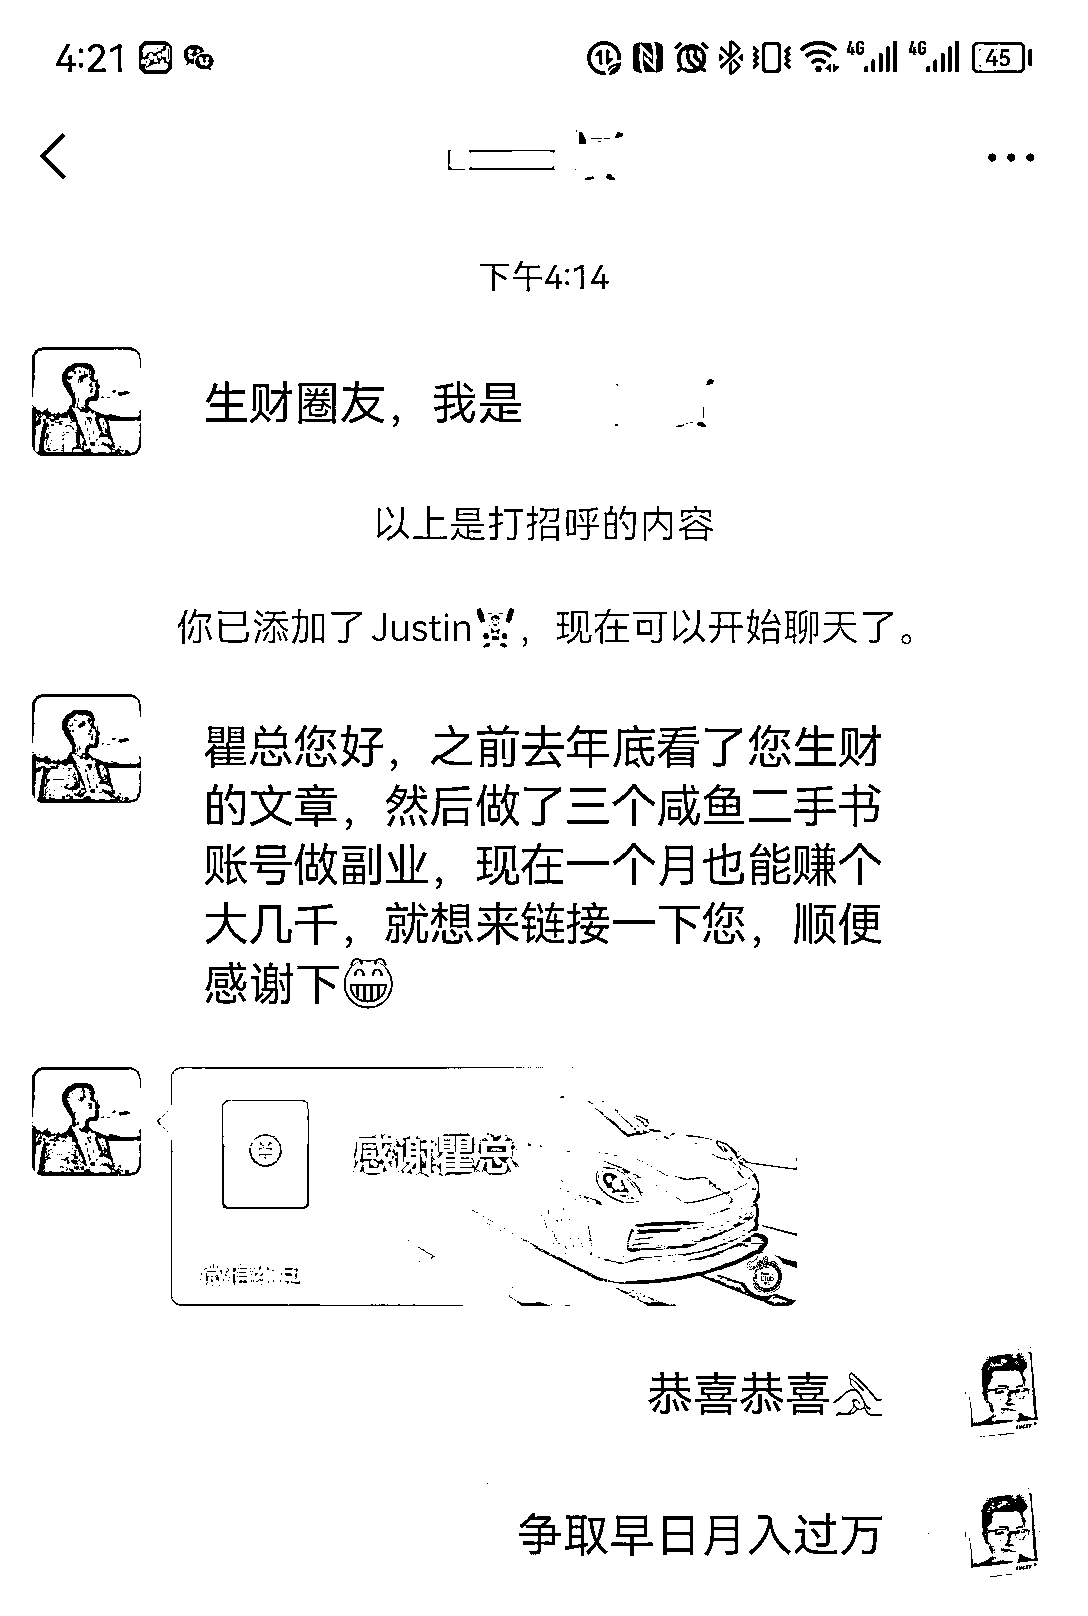 4:21
4G 4G 45
下午4:14
生财圈友，我是
以上是打招呼的内容
你已添加了Justin，现在可以开始聊天了。
瞿总您好，之前去年底看了您生财
的文章，然后做了三个咸鱼二手书
账号做副业，现在一个月也能赚个
大几千，就想来链接一下您，顺便
感谢下😁
感谢瞿总
微信红包
恭喜恭喜
争取早日月入过万